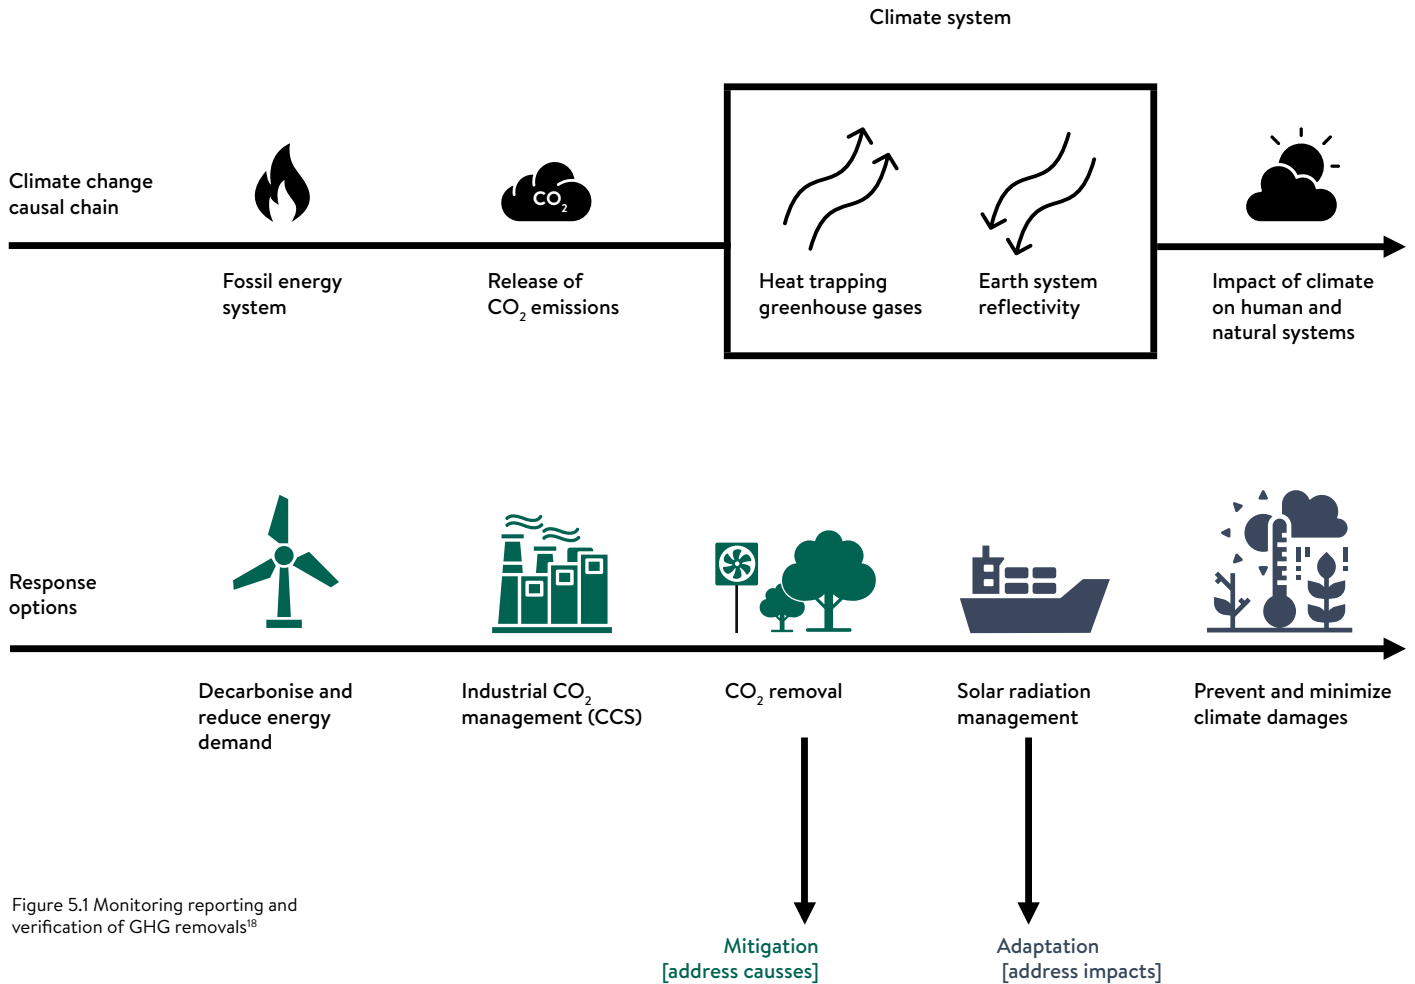 Climate system
Climate change
causal chain
CO2
Fossil energy
system
Release of
CO2 emissions
Heat trapping
greenhouse gases
Earth system
reflectivity
Impact of climate
on human and
natural systems
Response
options
Decarbonise and
reduce energy
demand
Industrial CO2
management (CCS)
CO2 removal
Solar radiation
management
Prevent and minimize
climate damages
Figure 5.1 Monitoring reporting and
verification of GHG removals18
Mitigation
[address causses]
Adaptation
[address impacts]